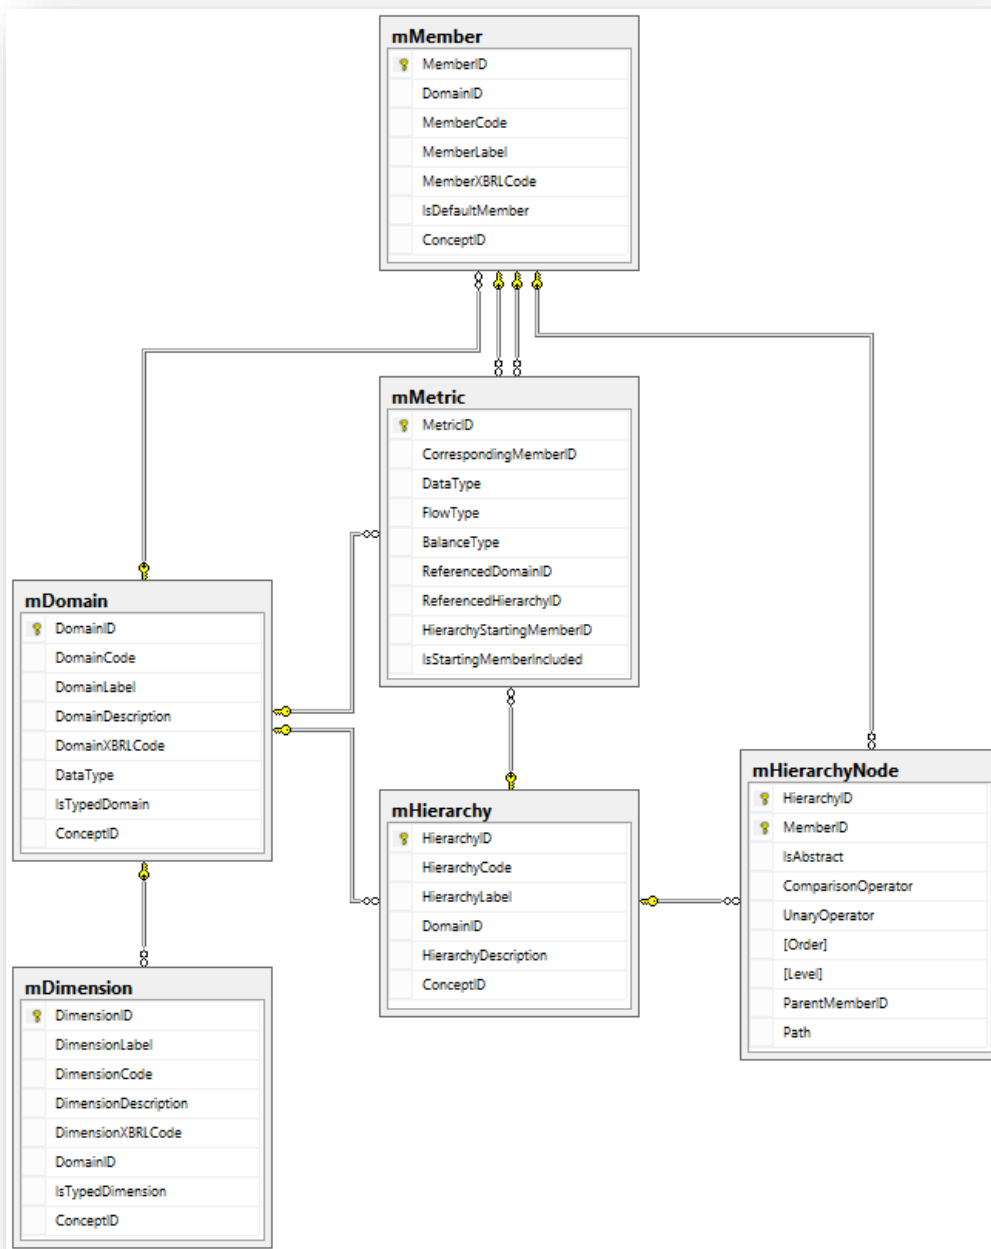 mMember
MemberID
DomainID
MemberCode
MemberLabel
MemberXBRLCode
IsDefaultMember
ConceptID
mMetric
MetricID
CorrespondingMemberID
DataType
FlowType
BalanceType
ReferencedDomainID
ReferencedHierarchyID
HierarchyStartingMemberID
IsStartingMemberIncluded
mDomain
DomainID
DomainCode
DomainLabel
DomainDescription
DomainXBRLCode
DataType
IsTypedDomain
ConceptID
mHierarchy
HierarchyID
HierarchyCode
HierarchyLabel
DomainID
HierarchyDescription
ConceptID
mHierarchyNode
HierarchyID
MemberID
IsAbstract
ComparisonOperator
UnaryOperator
[Order]
[Level]
ParentMemberID
Path
mDimension
DimensionID
DimensionLabel
DimensionCode
DimensionDescription
DimensionXBRLCode
DomainID
IsTypedDimension
ConceptID